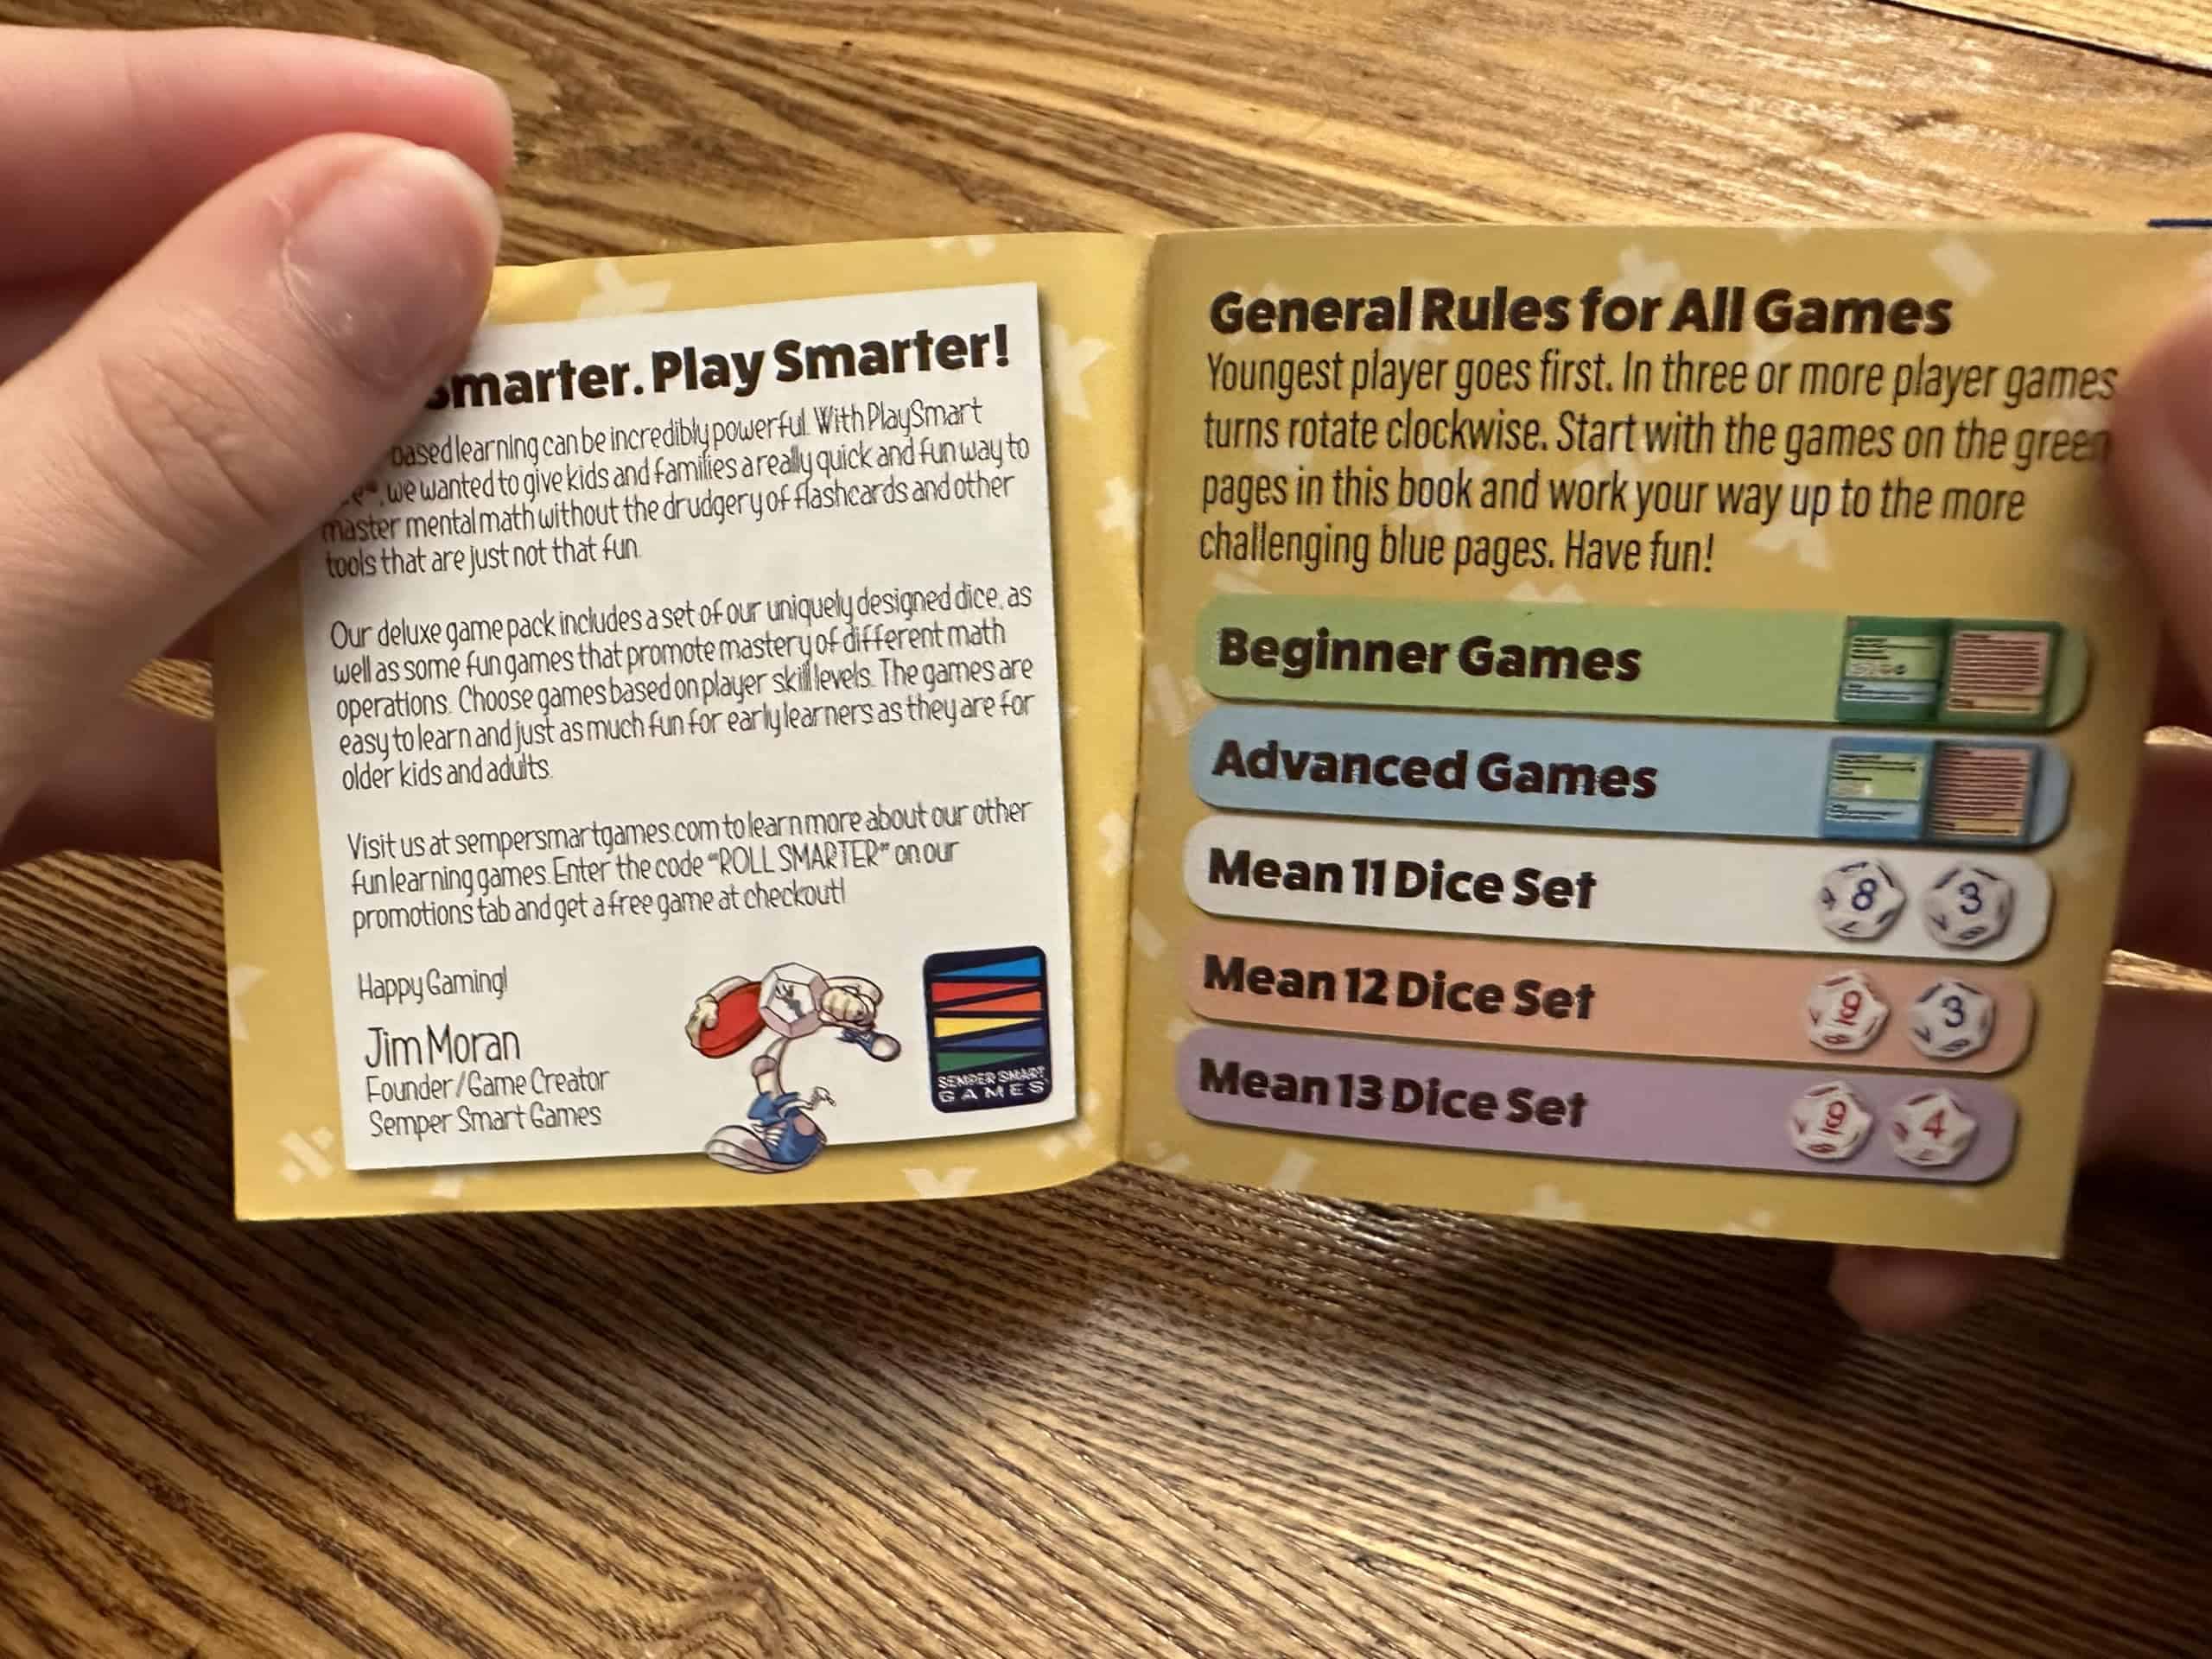 Smarter. Play Smarter!
based learning can be incredibly powerful. With PlaySmart
we wanted to give kids and families a really quick and fun way to
master mental math without the drudgery of flashcards and other
tools that are just not that fun.
Our deluxe game pack includes a set of our uniquely designed dice, as
well as some fun games that promote mastery of different math
operations. Choose games based on player skill levels. The games are
easy to learn and just as much fun for early learners as they are for
older kids and adults.
Visit us at sempersmartgames.com to learn more about our other
fun learning games. Enter the code "ROLL SMARTER" on our
promotions tab and get a free game at checkout!
Happy Gaming!
Jim Moran
Founder/Game Creator
Semper Smart Games
SEMPER SMART
GAMES
General Rules for All Games
Youngest player goes first. In three or more player games
turns rotate clockwise. Start with the games on the green
pages in this book and work your way up to the more
challenging blue pages. Have fun!
Beginner Games
Advanced Games
Mean 11 Dice Set
8 3
Mean 12 Dice Set
9 3
Mean 13 Dice Set
9 4